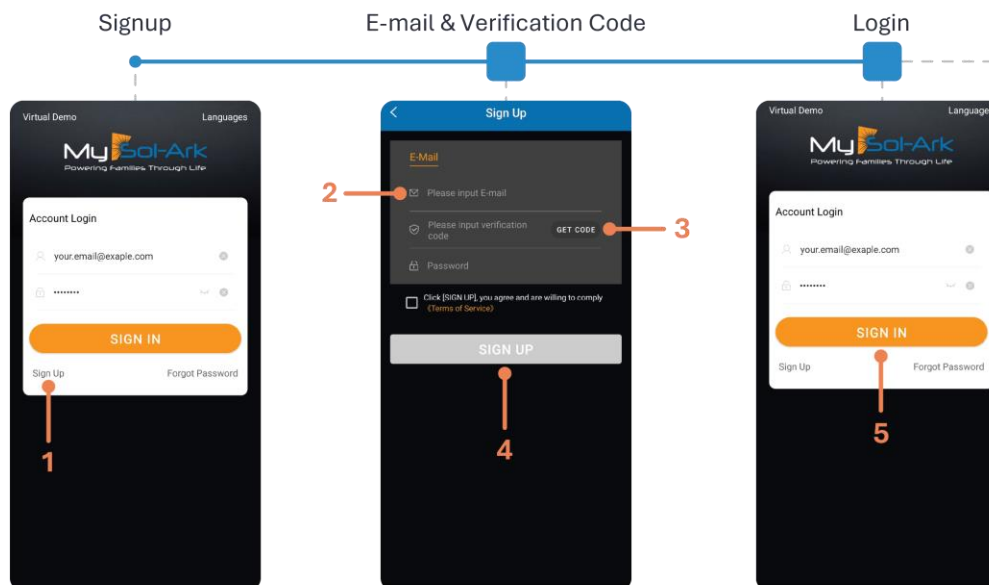 Signup
E-mail & Verification Code
Login
Virtual Demo
Languages
My Sol-Ark
Powering Families Through Life
Account Login
your.email@exaple.com
••••••••
SIGN IN
Sign Up
Forgot Password
1
Sign Up
E-Mail
2
Please input E-mail
Please input verification
code
GET CODE
3
Password
Click [SIGN UP], you agree and are willing to comply
《Terms of Service》
SIGN UP
4
Virtual Demo
Language
My Sol-Ark
Powering Families Through Life
Account Login
your.email@exaple.com
••••••••
SIGN IN
Sign Up
Forgot Password
5